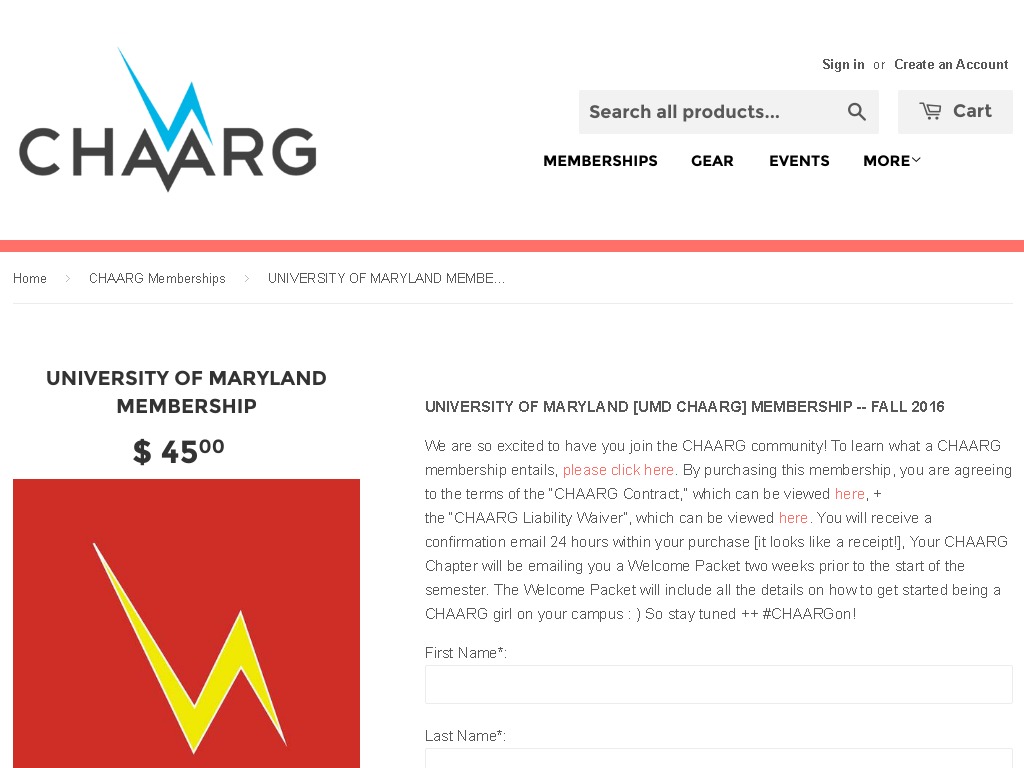 CHAARG
Sign in or Create an Account
Search all products...
Cart
MEMBERSHIPS GEAR EVENTS MORE
Home > CHAARG Memberships > UNIVERSITY OF MARYLAND MEMBE...
UNIVERSITY OF MARYLAND
MEMBERSHIP
$ 4500
UNIVERSITY OF MARYLAND [UMD CHAARG] MEMBERSHIP -- FALL 2016
We are so excited to have you join the CHAARG community! To learn what a CHAARG
membership entails, please click here. By purchasing this membership, you are agreeing
to the terms of the “CHAARG Contract,” which can be viewed here, +
the “CHAARG Liability Waiver”, which can be viewed here. You will receive a
confirmation email 24 hours within your purchase [it looks like a receipt!], Your CHAARG
Chapter will be emailing you a Welcome Packet two weeks prior to the start of the
semester. The Welcome Packet will include all the details on how to get started being a
CHAARG girl on your campus : ) So stay tuned ++ #CHAARGon!
First Name*:
Last Name*: